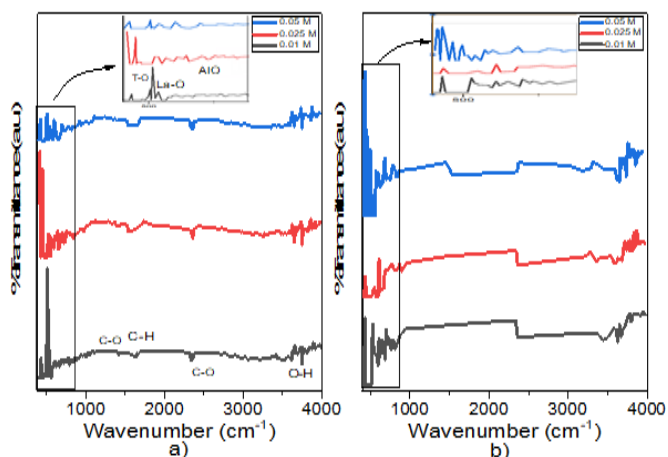 0.05 M
0.025 M
0.01 M
T-O
La-O
AlO
500
%Transmittance(au)
C-O
C-H
C-O
O-H
1000 2000 3000 4000
Wavenumber (cm-1)
a)
0.05 M
0.025 M
0.01 M
500
%Transmittance(au)
1000 2000 3000 4000
Wavenumber (cm-1)
b)